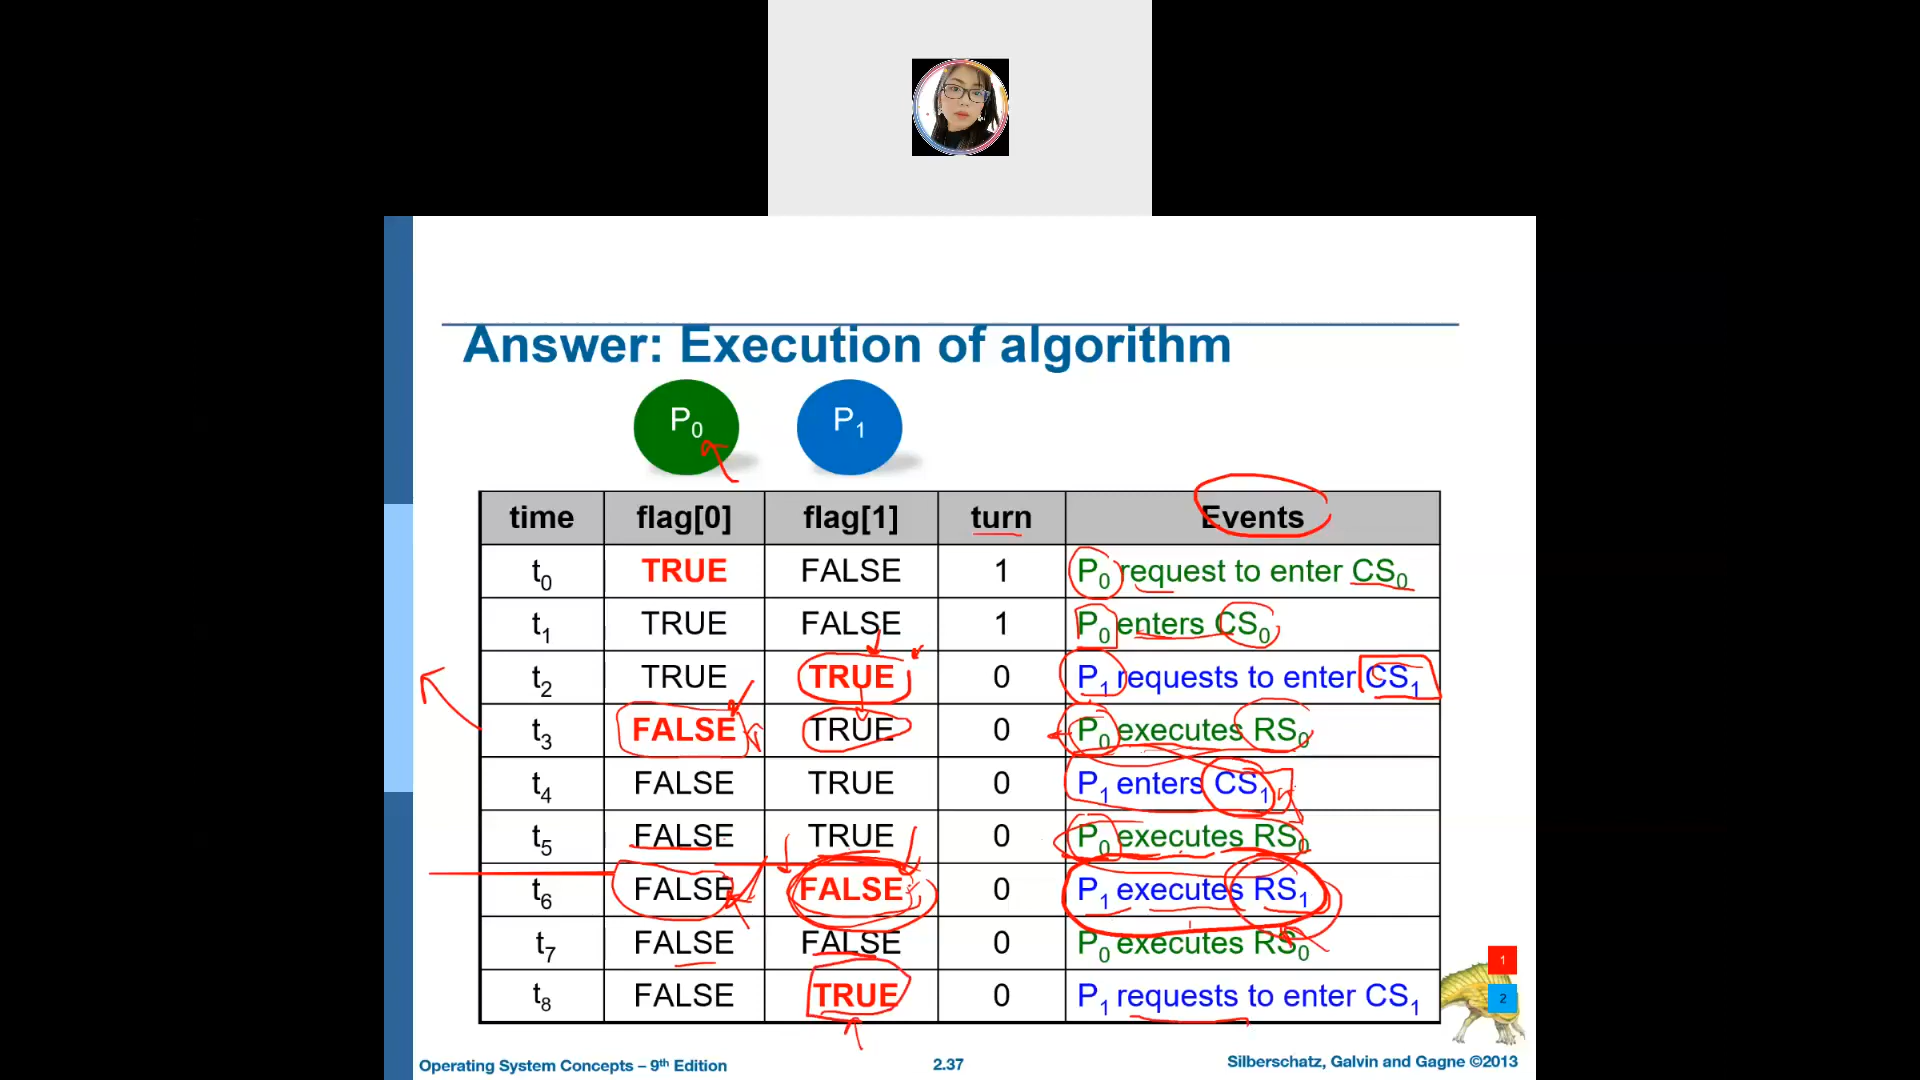 Answer: Execution of algorithm
P0 P1
time flag[0] flag[1] turn Events
t0 TRUE FALSE 1 P0 request to enter CS0
t1 TRUE FALSE 1 P0 enters CS0
t2 TRUE TRUE 0 P1 requests to enter CS1
t3 FALSE TRUE 0 P0 executes RS0
t4 FALSE TRUE 0 P1 enters CS1
t5 FALSE TRUE 0 P0 executes RS0
t6 FALSE FALSE 0 P1 executes RS1
t7 FALSE FALSE 0 P0 executes RS0
t8 FALSE TRUE 0 P1 requests to enter CS1
1
2
Operating System Concepts – 9th Edition 2.37 Silberschatz, Galvin and Gagne ©2013